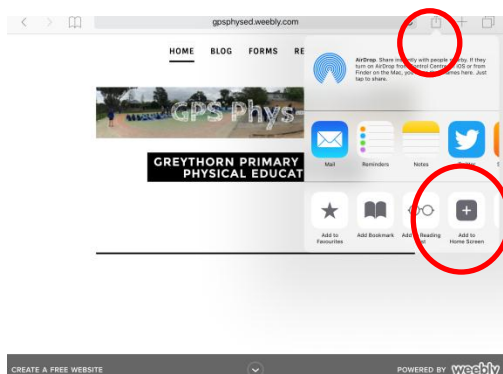 gpsphysed.weebly.com
HOME BLOG FORMS RE
GPS Phys
GREYTHORN PRIMARY
PHYSICAL EDUCAT
AirDrop. Share instantly with people nearby. If they
turn on AirDrop from Control Centre on iOS or from
Finder on the Mac, you names here. Just
tap to share.
Mail Reminders Notes Twitter
Add to Favourites
Add Bookmark
Add to Reading List
Add to Home Screen
CREATE A FREE WEBSITE
POWERED BY weebly